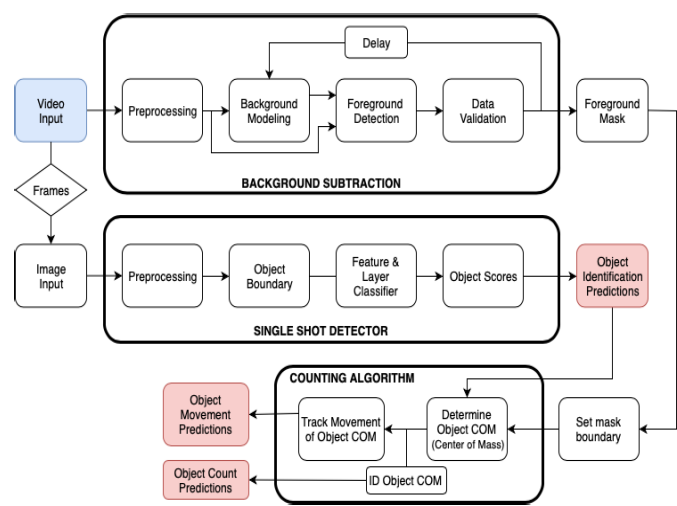 Delay
Video
Input
Preprocessing
Background
Modeling
Foreground
Detection
Data
Validation
Foreground
Mask
BACKGROUND SUBTRACTION
Frames
Image
Input
Preprocessing
Object
Boundary
Feature &
Layer
Classifier
Object Scores
Object
Identification
Predictions
SINGLE SHOT DETECTOR
COUNTING ALGORITHM
Object
Movement
Predictions
Track Movement
of Object COM
Determine
Object COM
(Center of Mass)
Set mask
boundary
Object Count
Predictions
ID Object COM